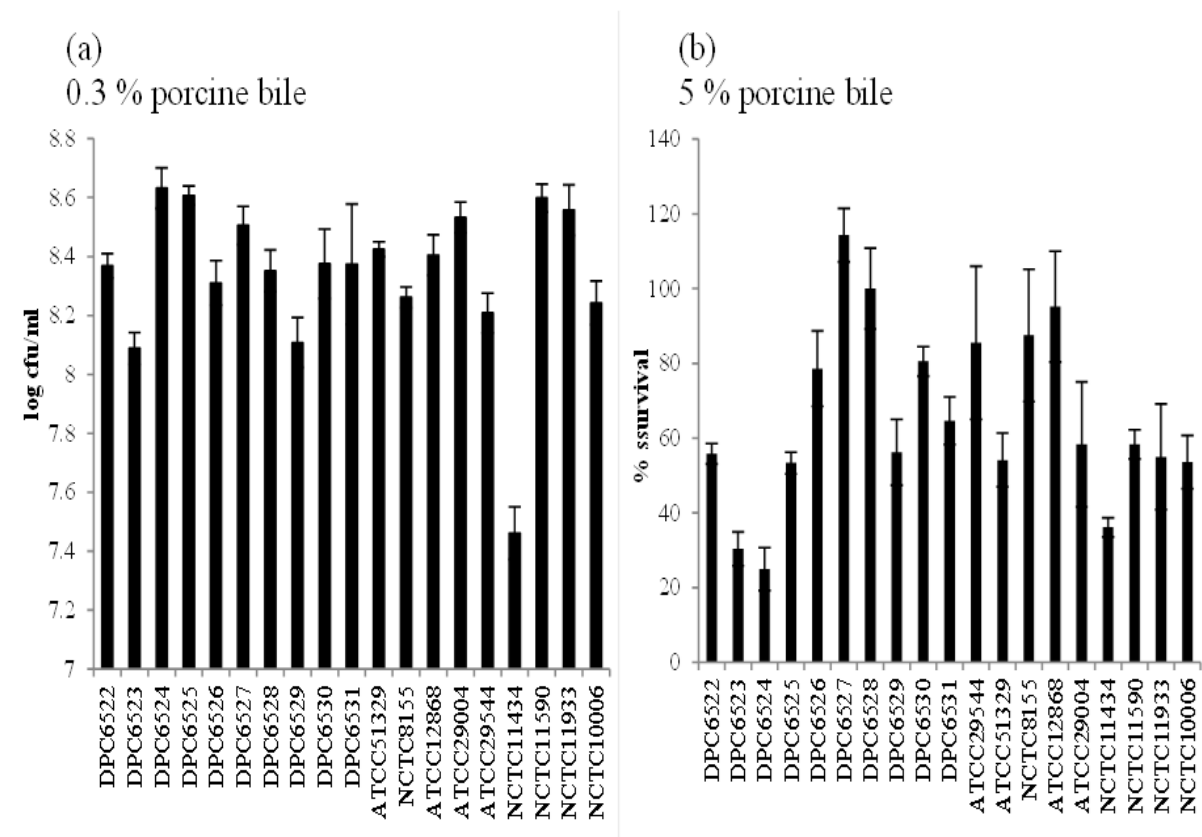 (a)
0.3 % porcine bile
8.8
8.6
8.4
8.2
8
7.8
7.6
7.4
7.2
7
log cfu/ml
DPC6522
DPC6523
DPC6524
DPC6525
DPC6526
DPC6527
DPC6528
DPC6529
DPC6530
DPC6531
ATCC51329
NCTC8155
ATCC12868
ATCC29004
ATCC29544
NCTC11434
NCTC11590
NCTC11933
NCTC10006
(b)
5 % porcine bile
140
120
100
80
60
40
20
0
% ssurvival
DPC6522
DPC6523
DPC6524
DPC6525
DPC6526
DPC6527
DPC6528
DPC6529
DPC6530
DPC6531
ATCC29544
ATCC51329
NCTC8155
ATCC12868
ATCC29004
NCTC11434
NCTC11590
NCTC11933
NCTC10006